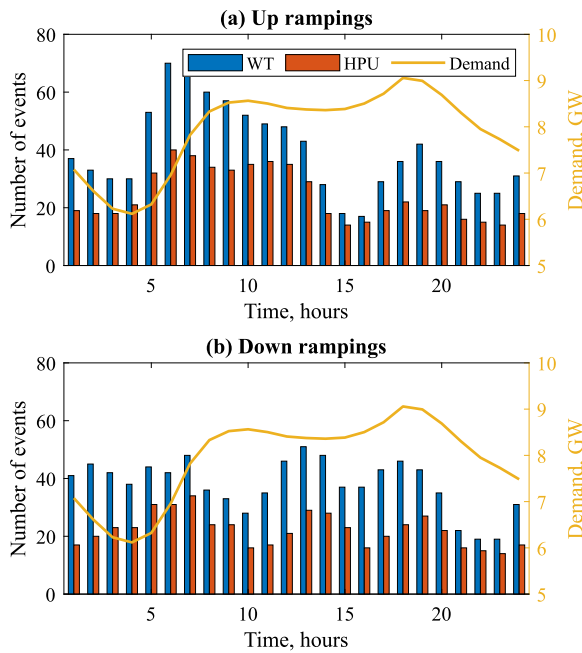 (a) Up rampings
80
60
40
20
0
Number of events
WT HPU Demand
10
9
8
7
6
5
Demand, GW
5 10 15 20
Time, hours
(b) Down rampings
80
60
40
20
0
Number of events
10
9
8
7
6
5
Demand, GW
5 10 15 20
Time, hours